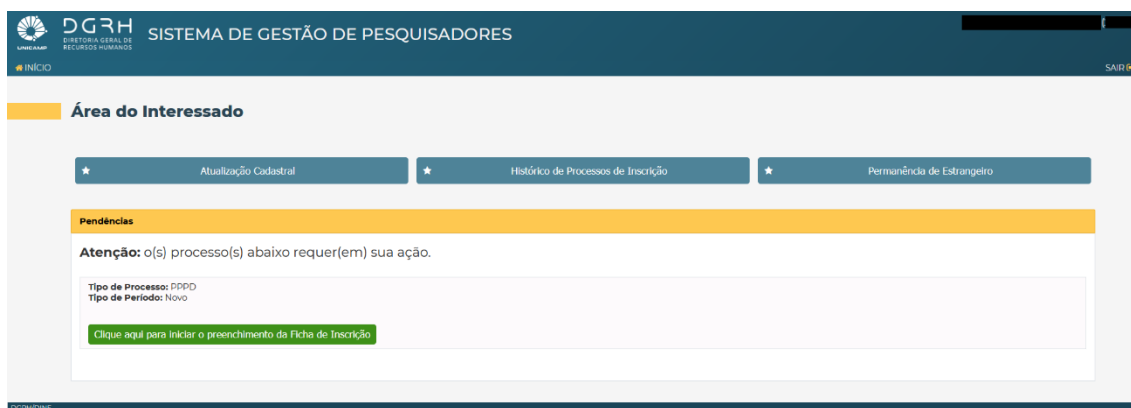 UNICAMP
DGRH
DIRETORIA GERAL DE
RECURSOS HUMANOS
SISTEMA DE GESTÃO DE PESQUISADORES
INÍCIO
SAIR
Área do Interessado
Atualização Cadastral
Histórico de Processos de Inscrição
Permanência de Estrangeiro
Pendências
Atenção: o(s) processo(s) abaixo requer(em) sua ação.
Tipo de Processo: PPPD
Tipo de Período: Novo
Clique aqui para iniciar o preenchimento da Ficha de Inscrição